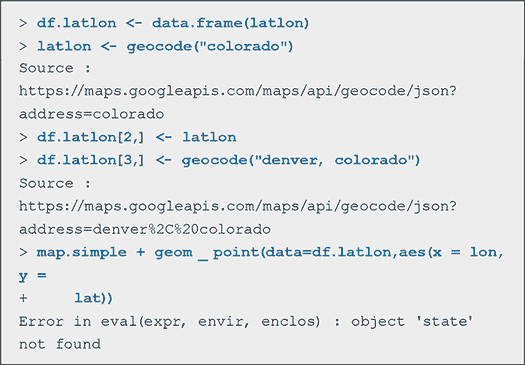 > df.latlon <- data.frame(latlon)
> latlon <- geocode("colorado")
Source :
https://maps.googleapis.com/maps/api/geocode/json?
address=colorado
> df.latlon[2,] <- latlon
> df.latlon[3,] <- geocode("denver, colorado")
Source :
https://maps.googleapis.com/maps/api/geocode/json?
address=denver%2C%20colorado
> map.simple + geom _ point(data=df.latlon,aes(x = lon,
y =
+     lat))
Error in eval(expr, envir, enclos) : object 'state'
not found